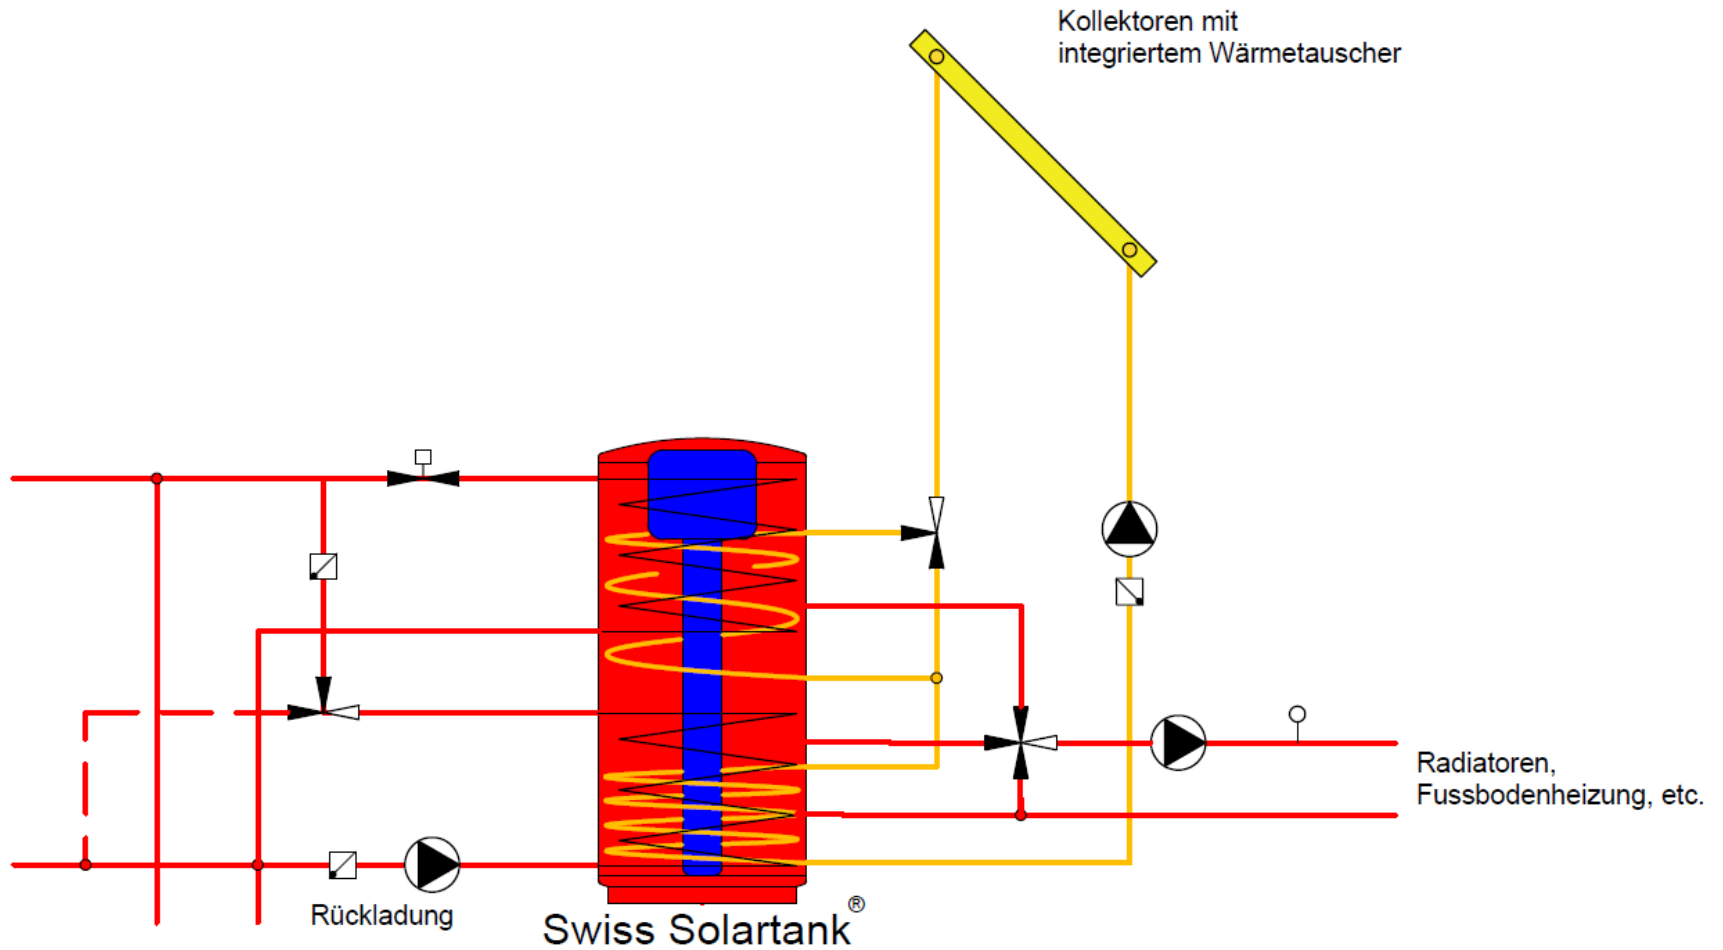 Kollektoren mit
integriertem Wärmetauscher
Radiatoren,
Fussbodenheizung, etc.
Rückladung
Swiss Solartank®